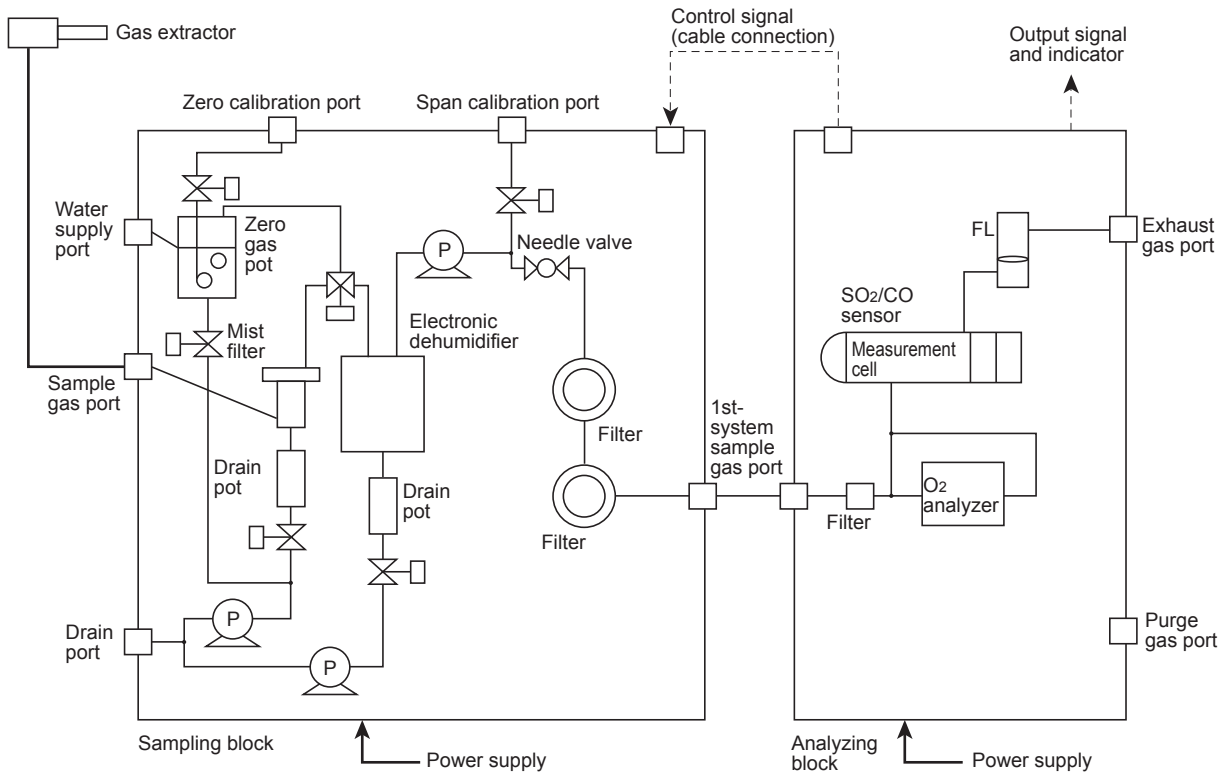 Gas extractor
Control signal
(cable connection)
Output signal
and indicator
Zero calibration port
Span calibration port
Water
supply
port
Zero
gas
pot
P
Needle valve
FL
Exhaust
gas port
SO2/CO
sensor
Measurement
cell
Mist
filter
Electronic
dehumidifier
Sample
gas port
Filter
1st-
system
sample
gas port
Drain
pot
Drain
pot
Filter
Filter
O2
analyzer
Drain
port
P
P
Purge
gas port
Sampling block
Power supply
Analyzing
block
Power supply